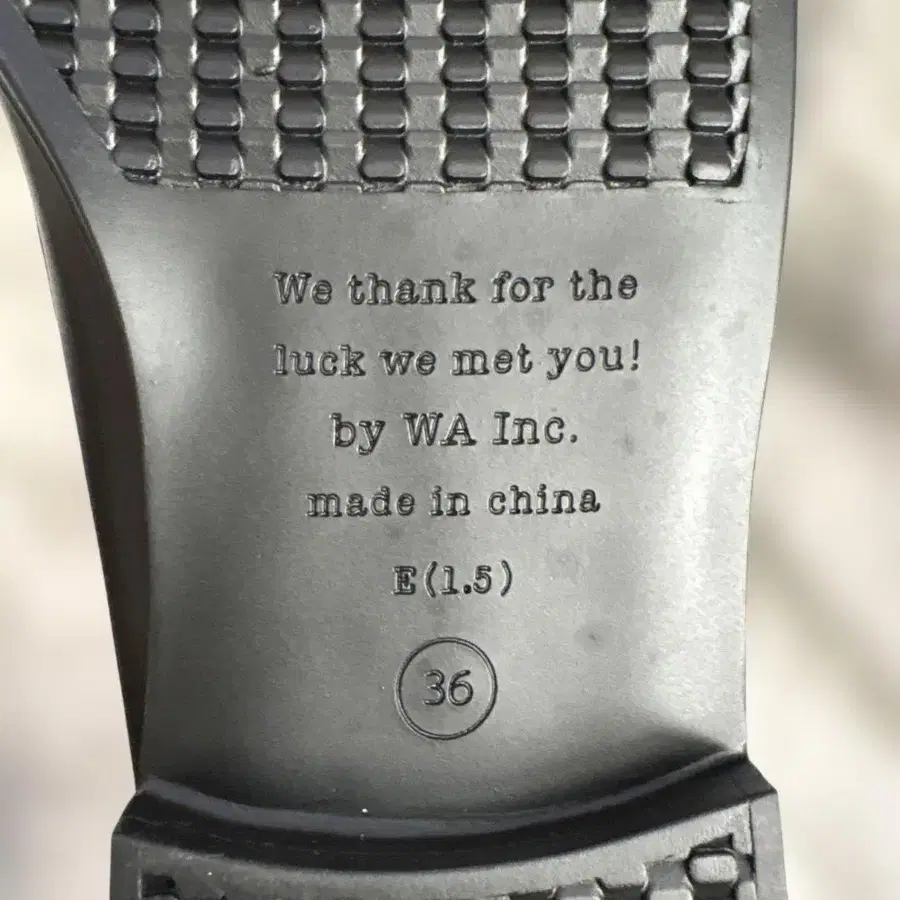 We thank for the
luck we met you!
by WA Inc.
made in china
E(1.5)
36